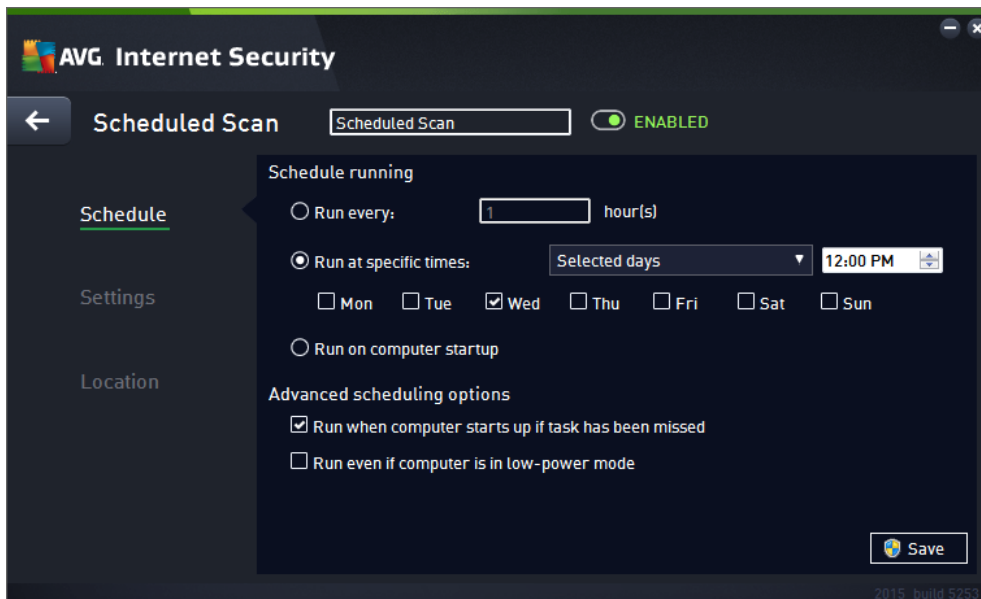 AVG. Internet Security
Scheduled Scan Scheduled Scan ENABLED
Schedule running
Schedule
Run every: 1 hour(s)
Run at specific times: Selected days 12:00 PM
Settings
Mon Tue Wed Thu Fri Sat Sun
Run on computer startup
Location
Advanced scheduling options
Run when computer starts up if task has been missed
Run even if computer is in low-power mode
Save
2015 build 5253